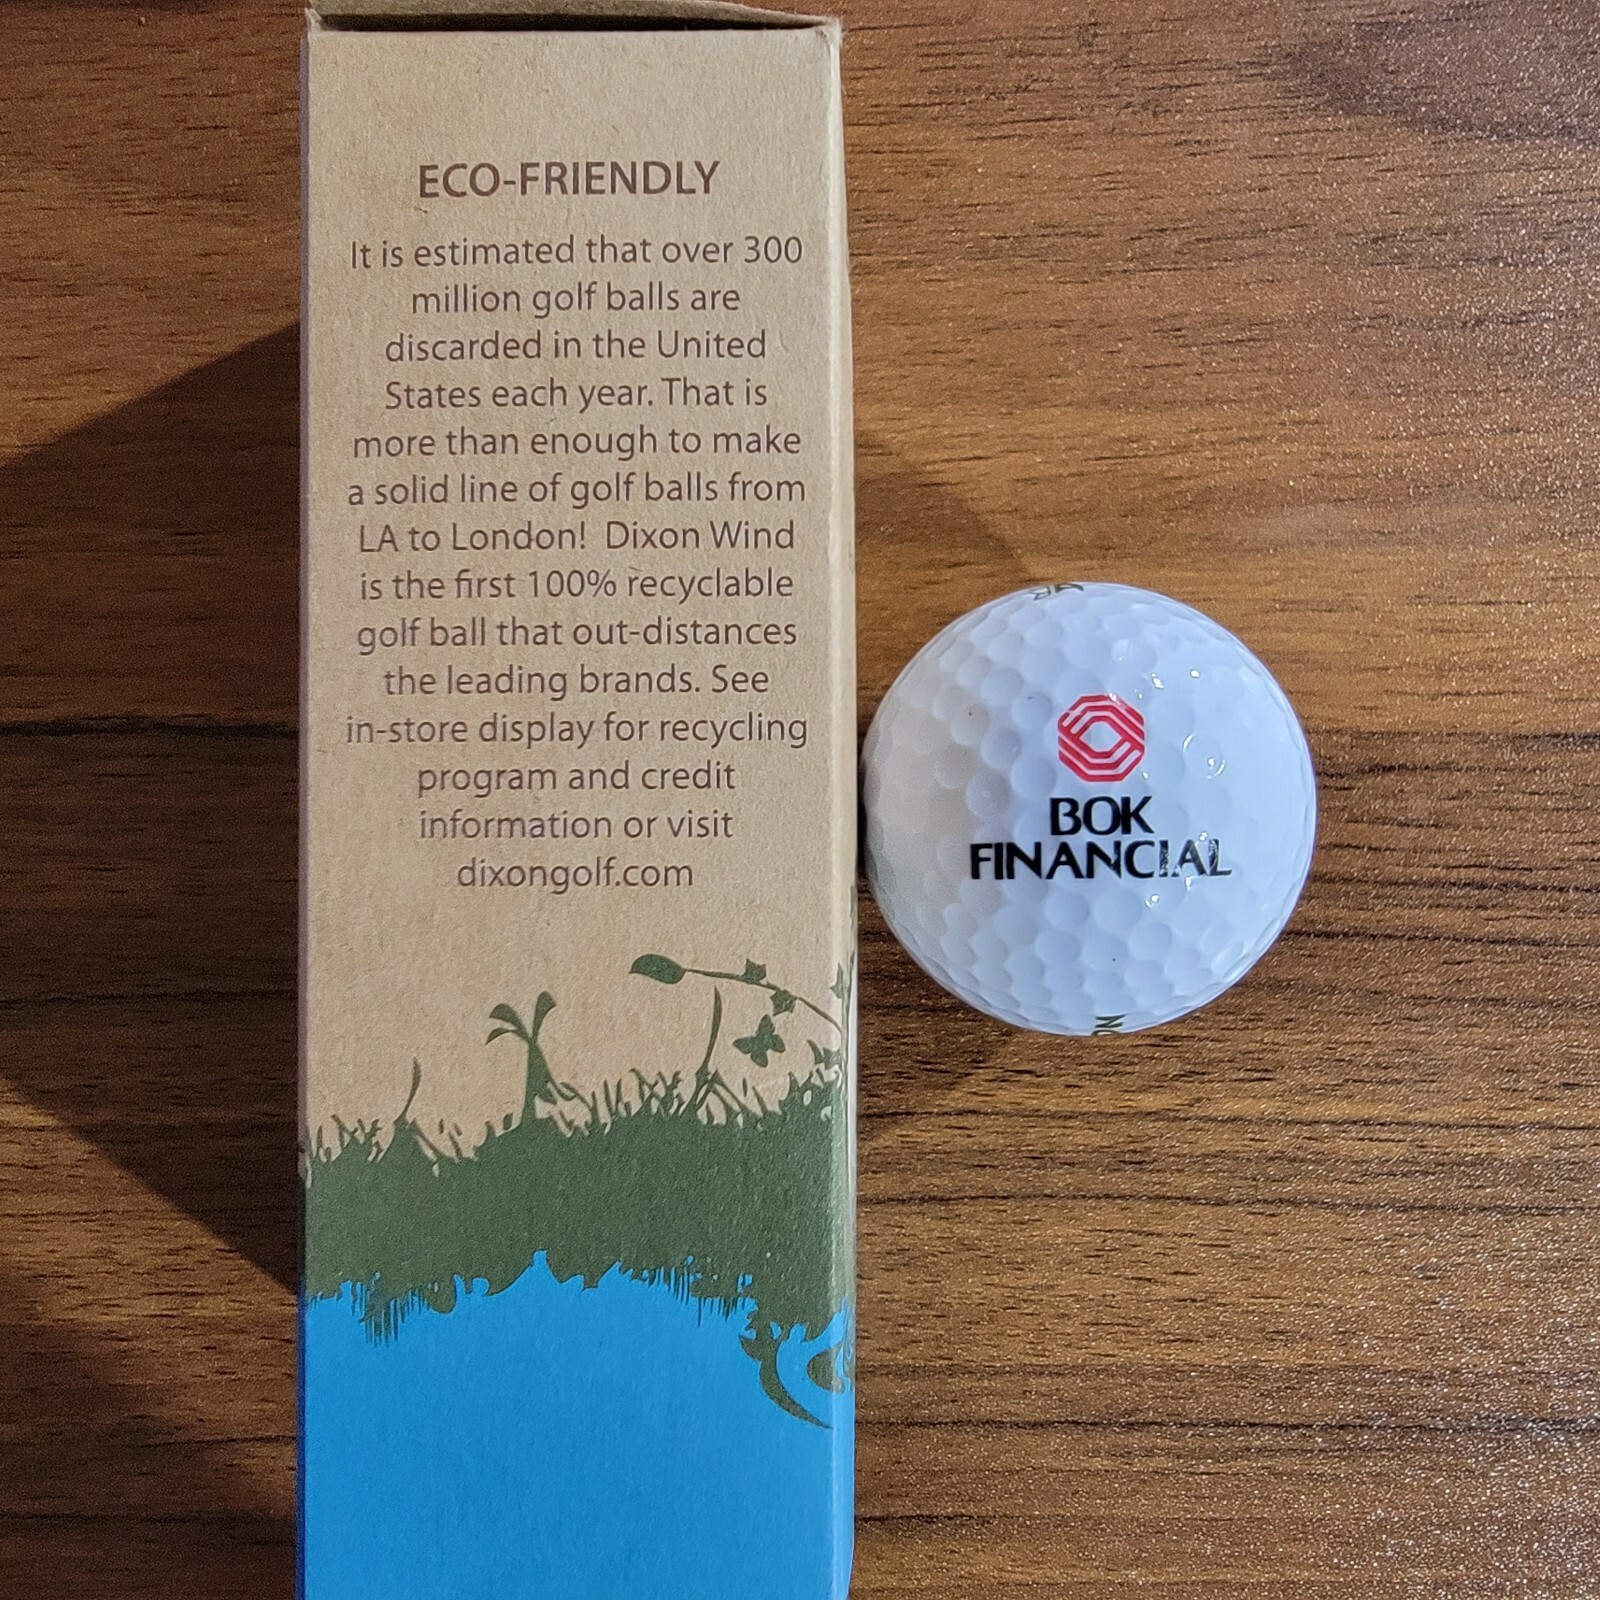 ECO-FRIENDLY
It is estimated that over 300
million golf balls are
discarded in the United
States each year. That is
more than enough to make
a solid line of golf balls from
LA to London! Dixon Wind
is the first 100% recyclable
golf ball that out-distances
the leading brands. See
in-store display for recycling
program and credit
information or visit
dixongolf.com
BOK
FINANCIAL